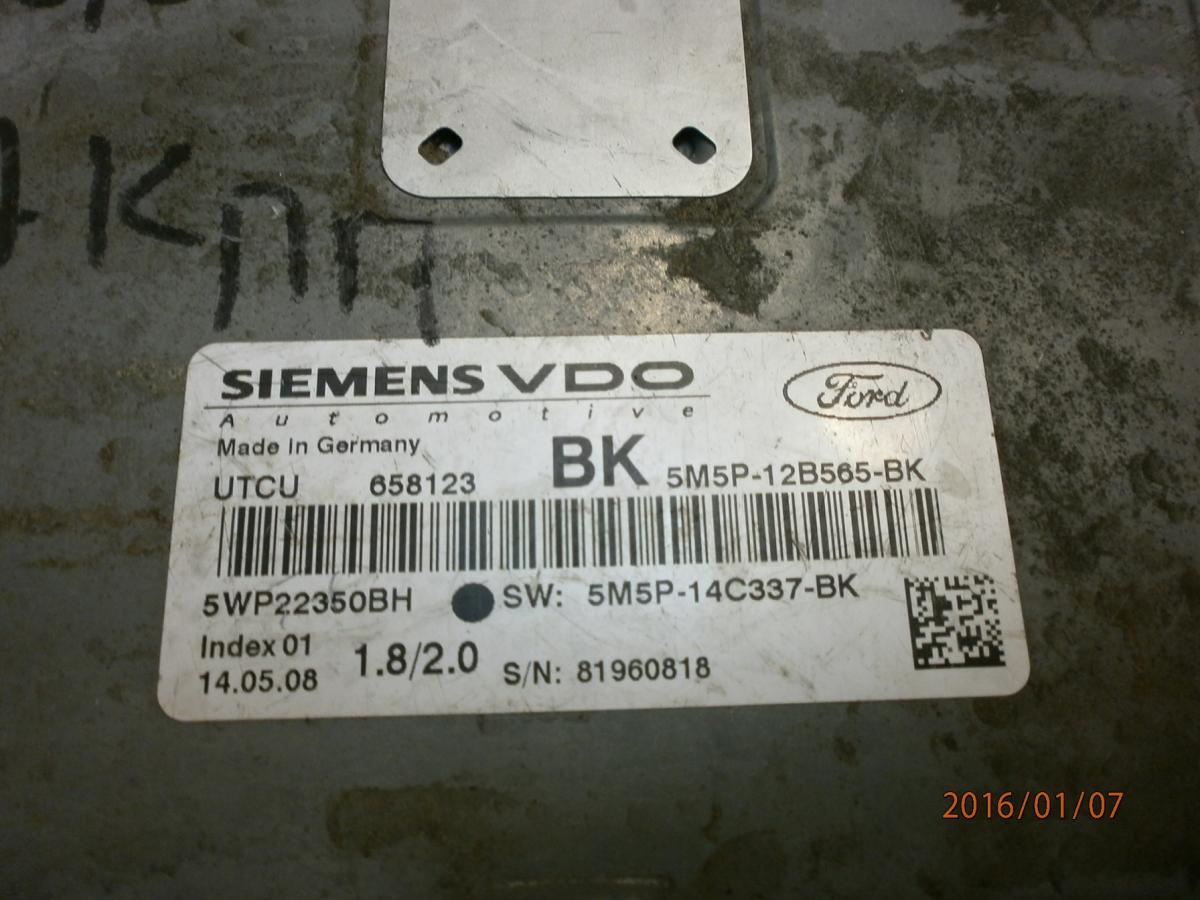 АКПП
SIEMENS VDO
Automotive
Ford
Made in Germany
BK
5M5P-12B565-BK
UTCU 658123
5WP22350BH
SW: 5M5P-14C337-BK
Index 01
1.8/2.0
14.05.08
S/N: 81960818
2016/01/07